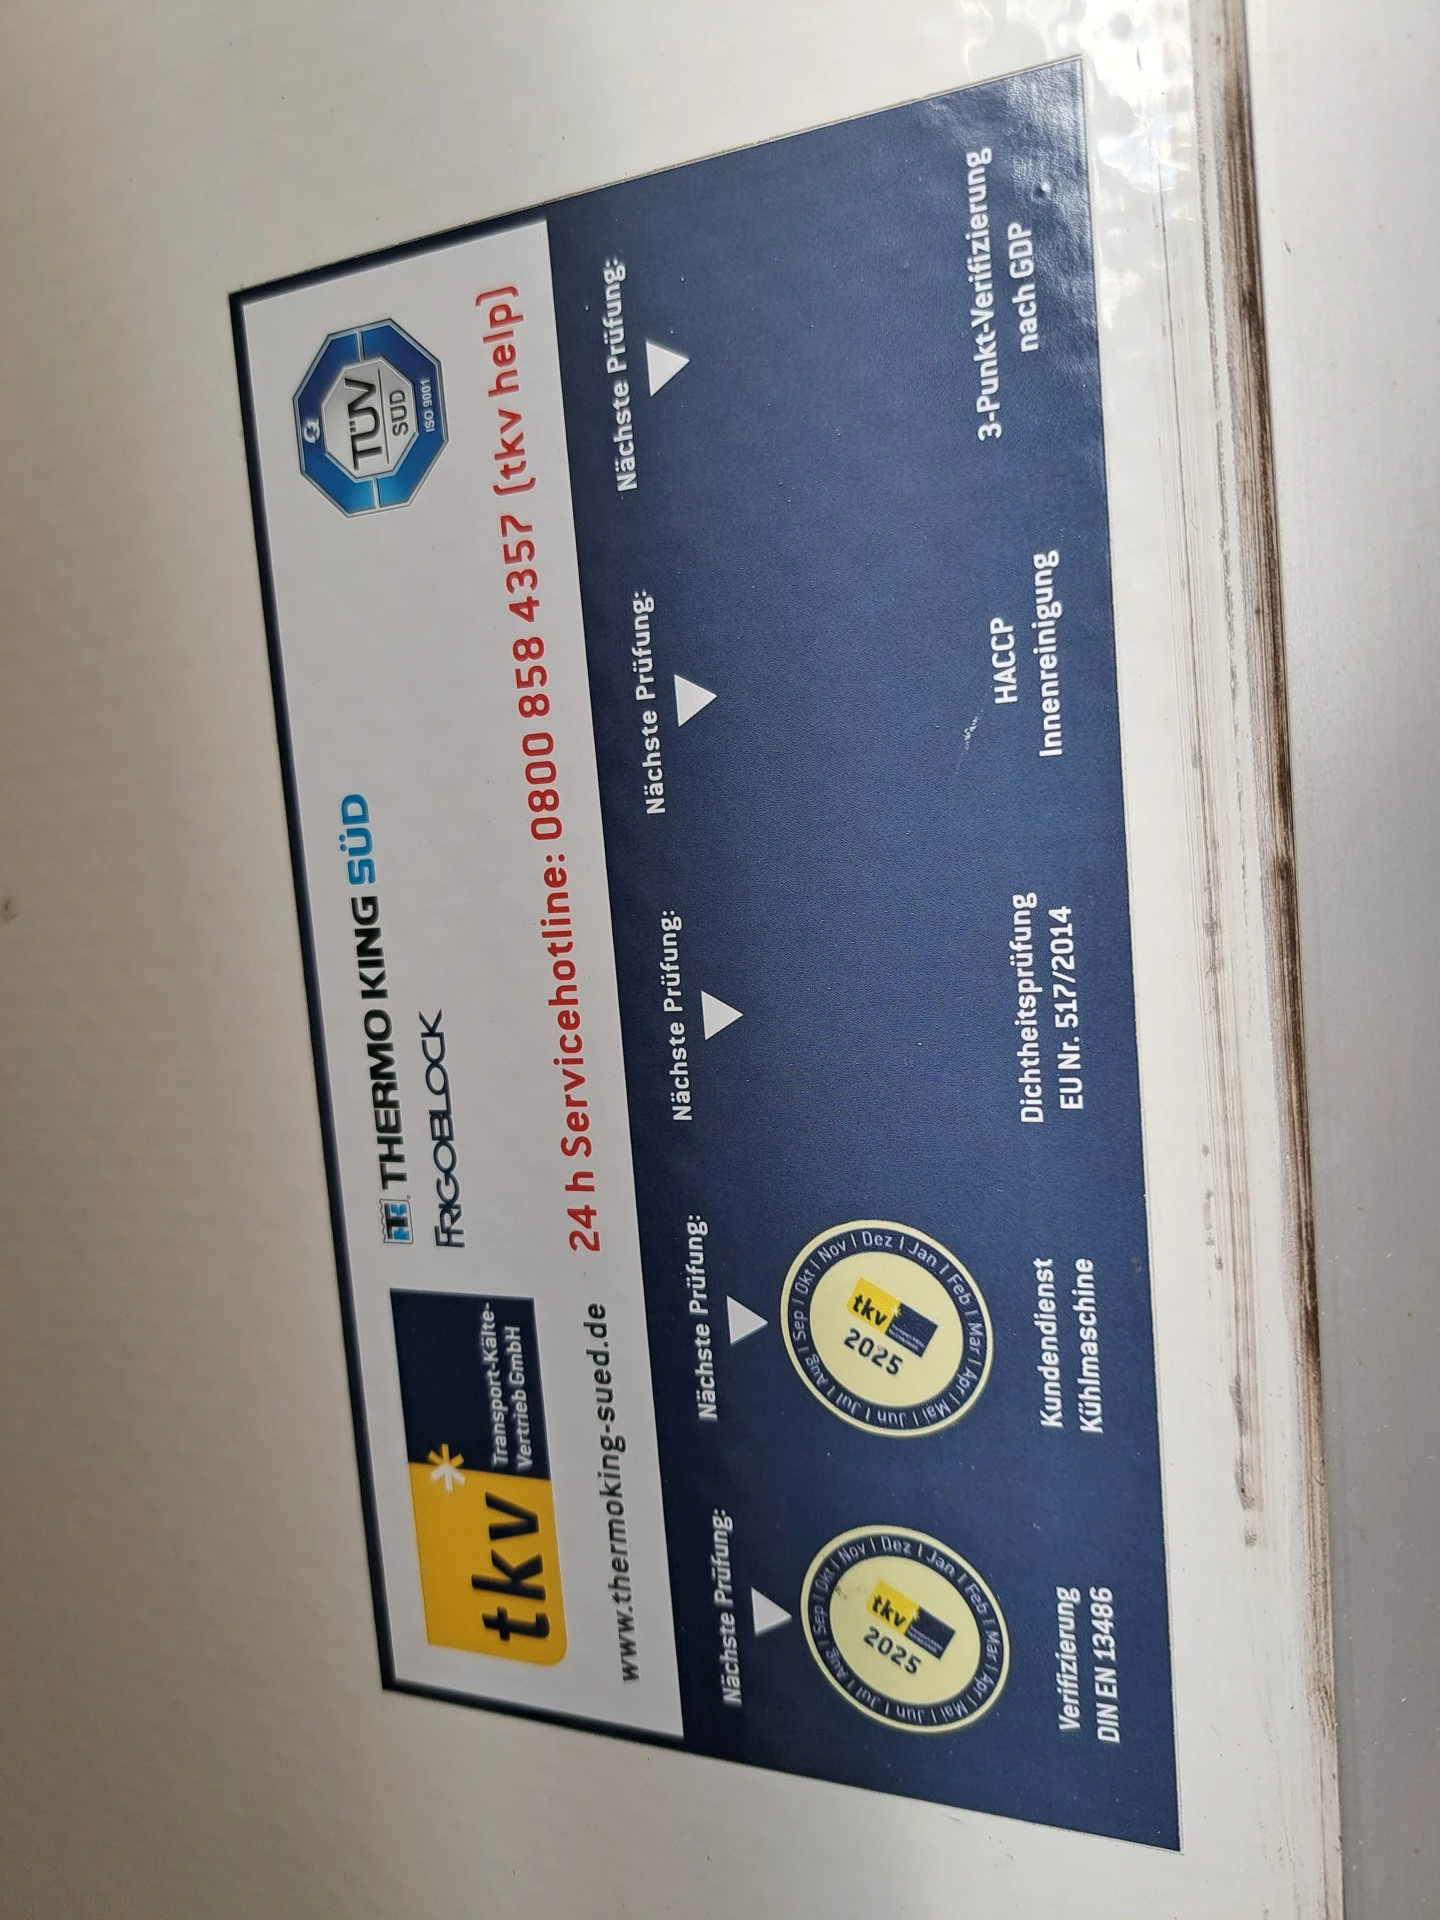 tkv
Transport-Kälte-
Vertrieb GmbH
THERMO KING SÜD
FRIGOBLOCK
TÜV
SÜD
ISO 9001
www.thermoking-sued.de
24 h Servicehotline: 0800 858 4357 (tkv help)
Nächste Prüfung:
Sep | Okt | Nov | Dez | Jan | Feb | Mar | Apr | Mai | Jun | Jul | Aug
tkv
2025
Verifizierung
DIN EN 13486
Nächste Prüfung:
Sep | Okt | Nov | Dez | Jan | Feb | Mar | Apr | Mai | Jun | Jul | Aug
tkv
2025
Kundendienst
Kühlmaschine
Nächste Prüfung:
Dichtheitsprüfung
EU Nr. 517/2014
Nächste Prüfung:
HACCP
Innenreinigung
Nächste Prüfung:
3-Punkt-Verifizierung
nach GDP